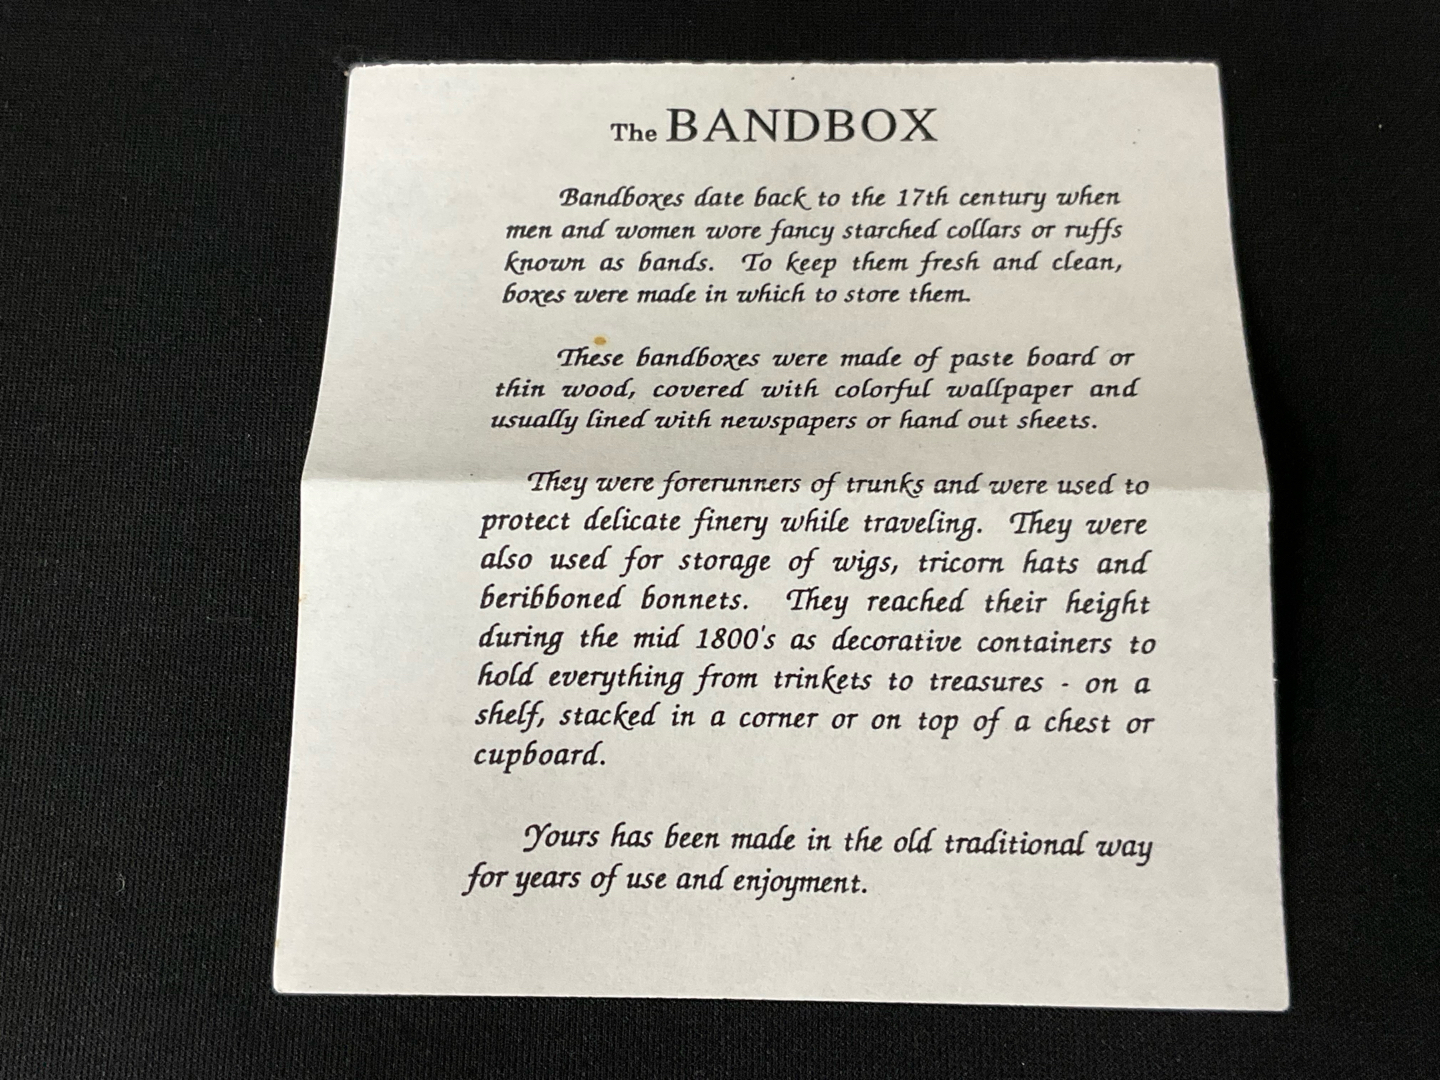 The BANDBOX
Bandboxes date back to the 17th century when
men and women wore fancy starched collars or ruffs
known as bands. To keep them fresh and clean,
boxes were made in which to store them.
These bandboxes were made of paste board or
thin wood, covered with colorful wallpaper and
usually lined with newspapers or hand out sheets.
They were forerunners of trunks and were used to
protect delicate finery while traveling. They were
also used for storage of wigs, tricorn hats and
beribboned bonnets. They reached their height
during the mid 1800's as decorative containers to
hold everything from trinkets to treasures - on a
shelf, stacked in a corner or on top of a chest or
cupboard.
Yours has been made in the old traditional way
for years of use and enjoyment.